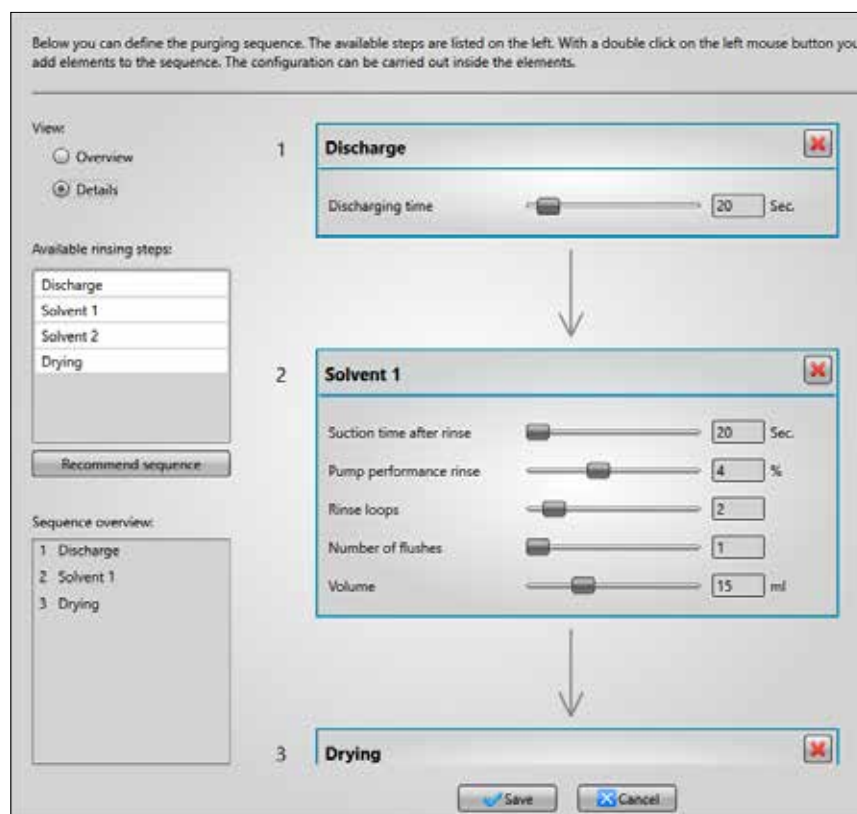 Below you can define the purging sequence. The available steps are listed on the left. With a double click on the left mouse button you
add elements to the sequence. The configuration can be carried out inside the elements.
View:
Overview
Details
Available rinsing steps:
Discharge
Solvent 1
Solvent 2
Drying
Recommend sequence
Sequence overview:
1 Discharge
2 Solvent 1
3 Drying
1 Discharge
Discharging time 20 Sec.
2 Solvent 1
Suction time after rinse 20 Sec.
Pump performance rinse 4 %
Rinse loops 2
Number of flushes 1
Volume 15 ml
3 Drying
Save Cancel